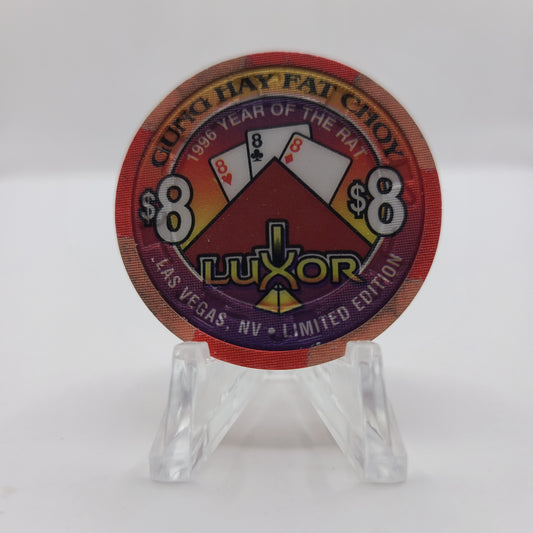 GUNG HAY FAT CHOY
1996 YEAR OF THE RAT
8 8 8
$8 $8
LUXOR
LAS VEGAS, NV • LIMITED EDITION